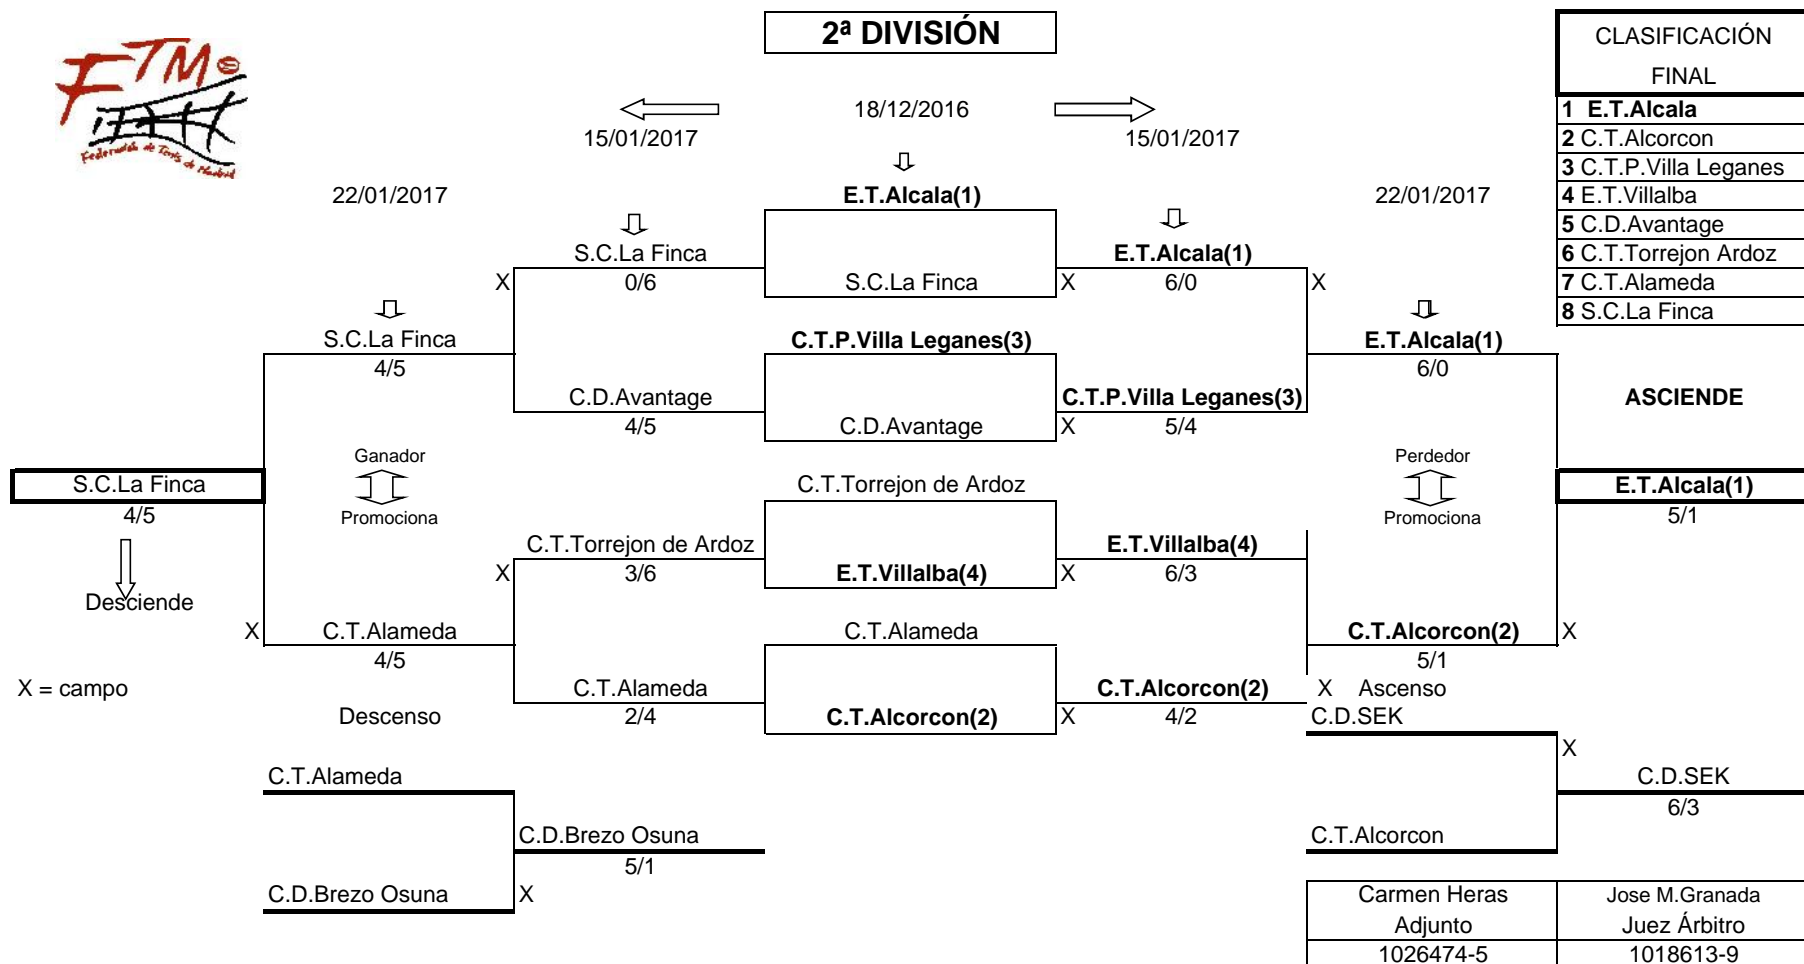 2ª DIVISIÓN
CLASIFICACIÓN
FINAL
FTM
Federación de Tenis de Madrid
18/12/2016
15/01/2017
15/01/2017
22/01/2017
22/01/2017
1 E.T.Alcala
2 C.T.Alcorcon
3 C.T.P.Villa Leganes
4 E.T.Villalba
5 C.D.Avantage
6 C.T.Torrejon Ardoz
7 C.T.Alameda
8 S.C.La Finca
E.T.Alcala(1)
S.C.La Finca
E.T.Alcala(1)
X
0/6
S.C.La Finca
X
6/0
X
S.C.La Finca
C.T.P.Villa Leganes(3)
E.T.Alcala(1)
4/5
6/0
C.D.Avantage
C.T.P.Villa Leganes(3)
ASCIENDE
4/5
C.D.Avantage
X
5/4
Ganador
Perdedor
S.C.La Finca
C.T.Torrejon de Ardoz
E.T.Alcala(1)
4/5
Promociona
Promociona
5/1
C.T.Torrejon de Ardoz
E.T.Villalba(4)
X
3/6
E.T.Villalba(4)
X
6/3
Desciende
X
C.T.Alameda
C.T.Alameda
C.T.Alcorcon(2)
X
4/5
5/1
X = campo
C.T.Alameda
C.T.Alcorcon(2)
X
Ascenso
Descenso
2/4
C.T.Alcorcon(2)
X
4/2
C.D.SEK
X
C.T.Alameda
C.D.SEK
6/3
C.D.Brezo Osuna
C.T.Alcorcon
5/1
C.D.Brezo Osuna
X
Carmen Heras
Jose M.Granada
Adjunto
Juez Árbitro
1026474-5
1018613-9